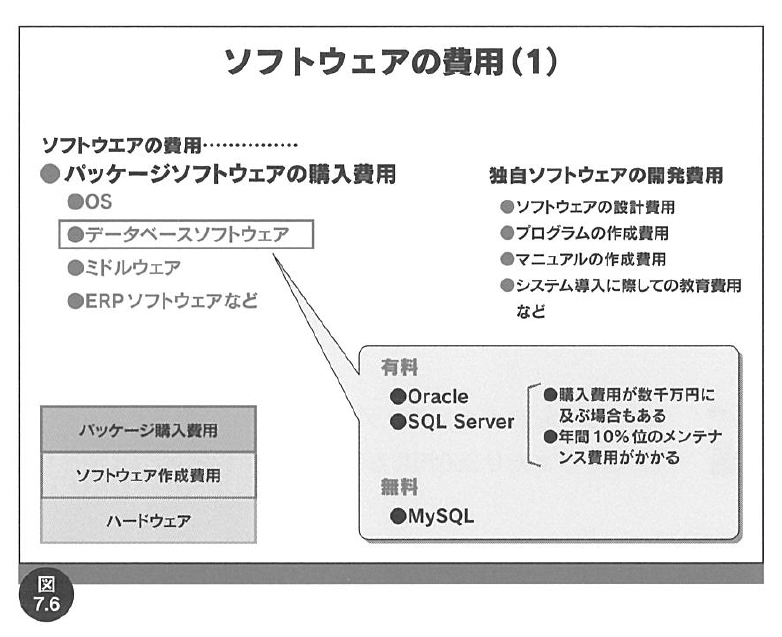 ソフトウェアの費用(1)
ソフトウエアの費用……………
●パッケージソフトウェアの購入費用
●OS
●データベースソフトウェア
●ミドルウェア
●ERPソフトウェアなど
独自ソフトウェアの開発費用
●ソフトウェアの設計費用
●プログラムの作成費用
●マニュアルの作成費用
●システム導入に際しての教育費用
など
有料
●Oracle
●SQL Server
●購入費用が数千万円に
及ぶ場合もある
●年間10%位のメンテナ
ンス費用がかかる
無料
●MySQL
パッケージ購入費用
ソフトウェア作成費用
ハードウェア
図
7.6